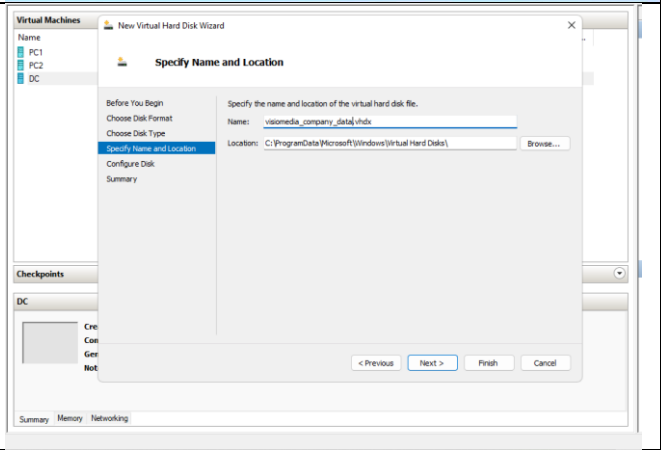 Virtual Machines
Name
PC1
PC2
DC
New Virtual Hard Disk Wizard
Specify Name and Location
Before You Begin
Choose Disk Format
Choose Disk Type
Specify Name and Location
Configure Disk
Summary
Specify the name and location of the virtual hard disk file.
Name: visiomedia_company_data.vhdx
Location: C:\ProgramData\Microsoft\Windows\Virtual Hard Disks\ Browse...
< Previous Next > Finish Cancel
Checkpoints
DC
Cre
Con
Gen
Not
Summary Memory Networking